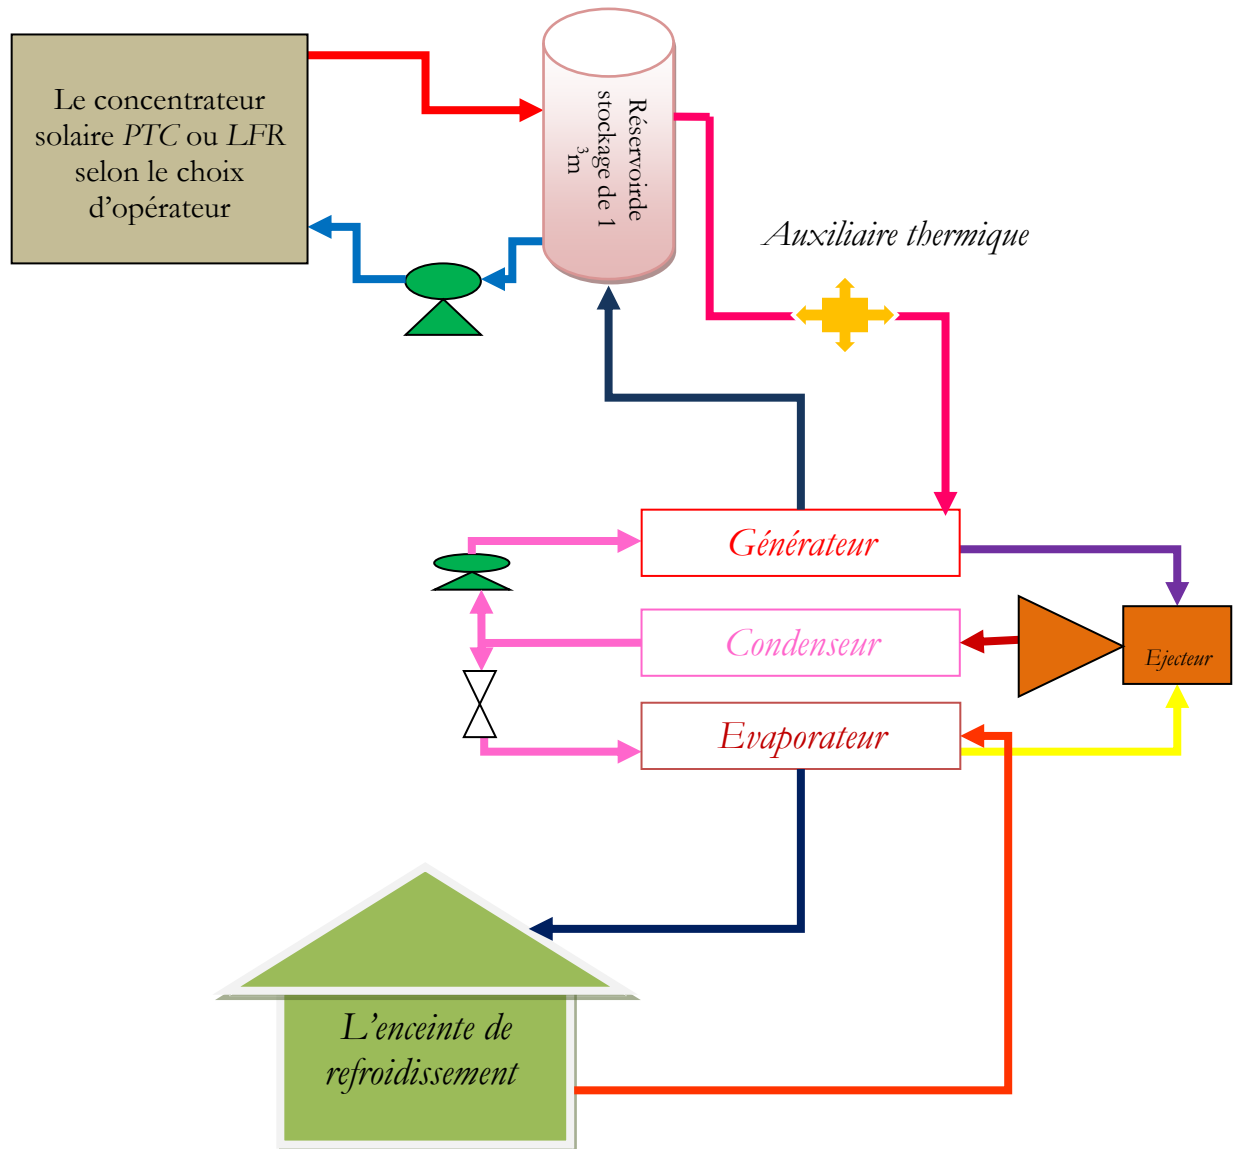 Le concentrateur
solaire PTC ou LFR
selon le choix
d'opérateur
Réservoirde
stockage de 1
³m
Auxiliaire thermique
Générateur
Condenseur
Ejecteur
Evaporateur
L'enceinte de
refroidissement